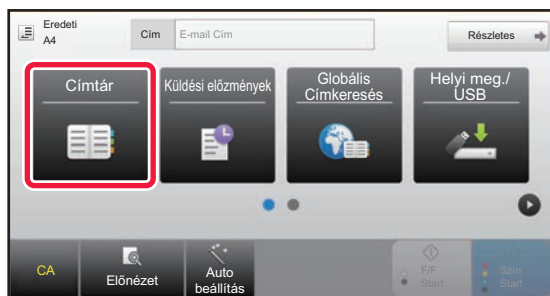 Eredeti
A4
Cím
E-mail Cím
Részletes
Címtár
Küldési előzmények
Globális
Címkeresés
Helyi meg./
USB
CA
Előnézet
Auto
beállítás
F/F
Start
Szín
Start